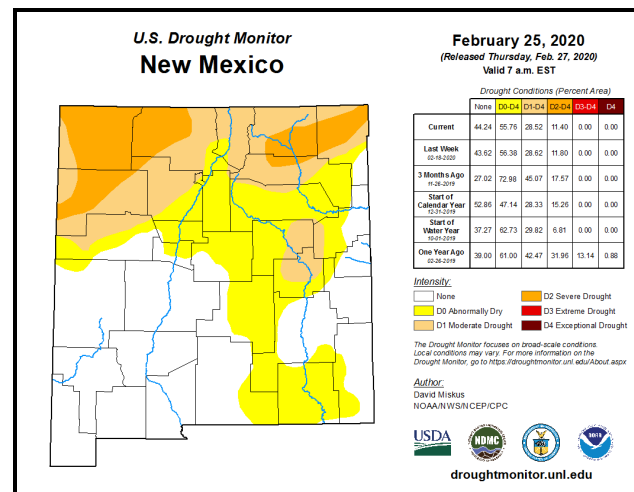 U.S. Drought Monitor
New Mexico
February 25, 2020
(Released Thursday, Feb. 27, 2020)
Valid 7 a.m. EST
Drought Conditions (Percent Area)
None D0-D4 D1-D4 D2-D4 D3-D4 D4
Current 44.24 55.76 28.52 11.40 0.00 0.00
Last Week 43.62 56.38 28.62 11.80 0.00 0.00
02-18-2020
3 Months Ago 27.02 72.98 45.07 17.57 0.00 0.00
11-26-2019
Start of
Calendar Year 52.86 47.14 28.33 15.26 0.00 0.00
12-31-2019
Start of
Water Year 37.27 62.73 29.82 6.81 0.00 0.00
10-01-2019
One Year Ago 39.00 61.00 42.47 31.96 13.14 0.88
02-26-2019
Intensity:
None
D0 Abnormally Dry
D1 Moderate Drought
D2 Severe Drought
D3 Extreme Drought
D4 Exceptional Drought
The Drought Monitor focuses on broad-scale conditions.
Local conditions may vary. For more information on the
Drought Monitor, go to https://droughtmonitor.unl.edu/About.aspx
Author:
David Miskus
NOAA/NWS/NCEP/CPC
USDA
NDMC
NOAA
droughtmonitor.unl.edu